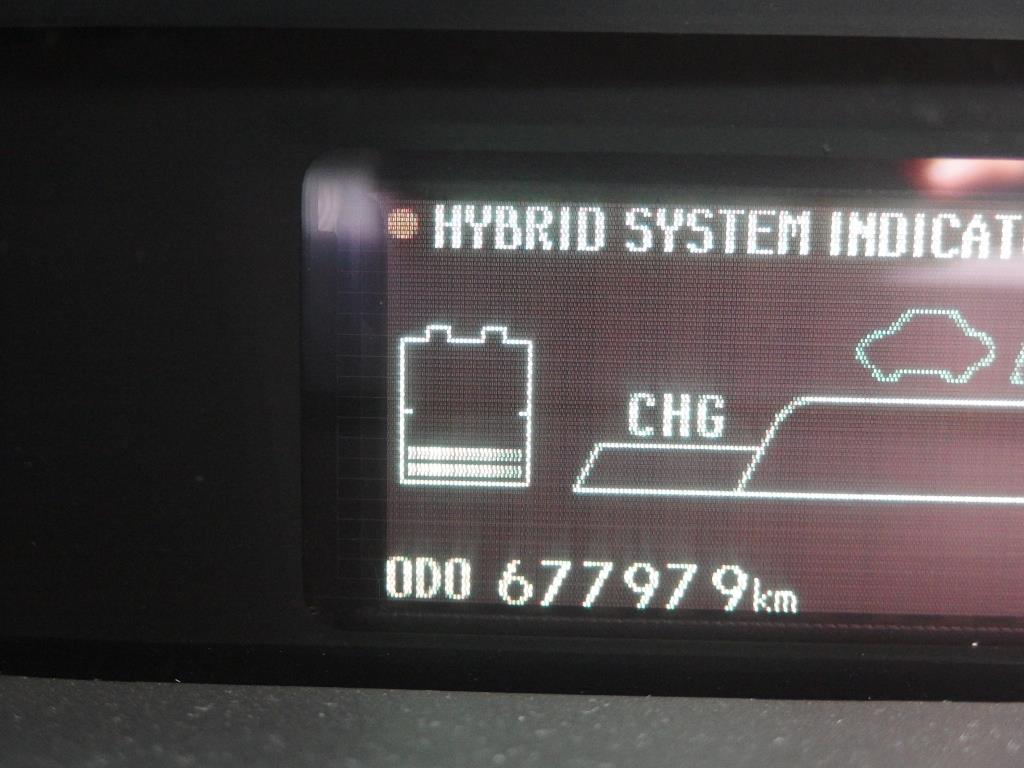 HYBRID SYSTEM INDICAT
CHG
ODO 677979km